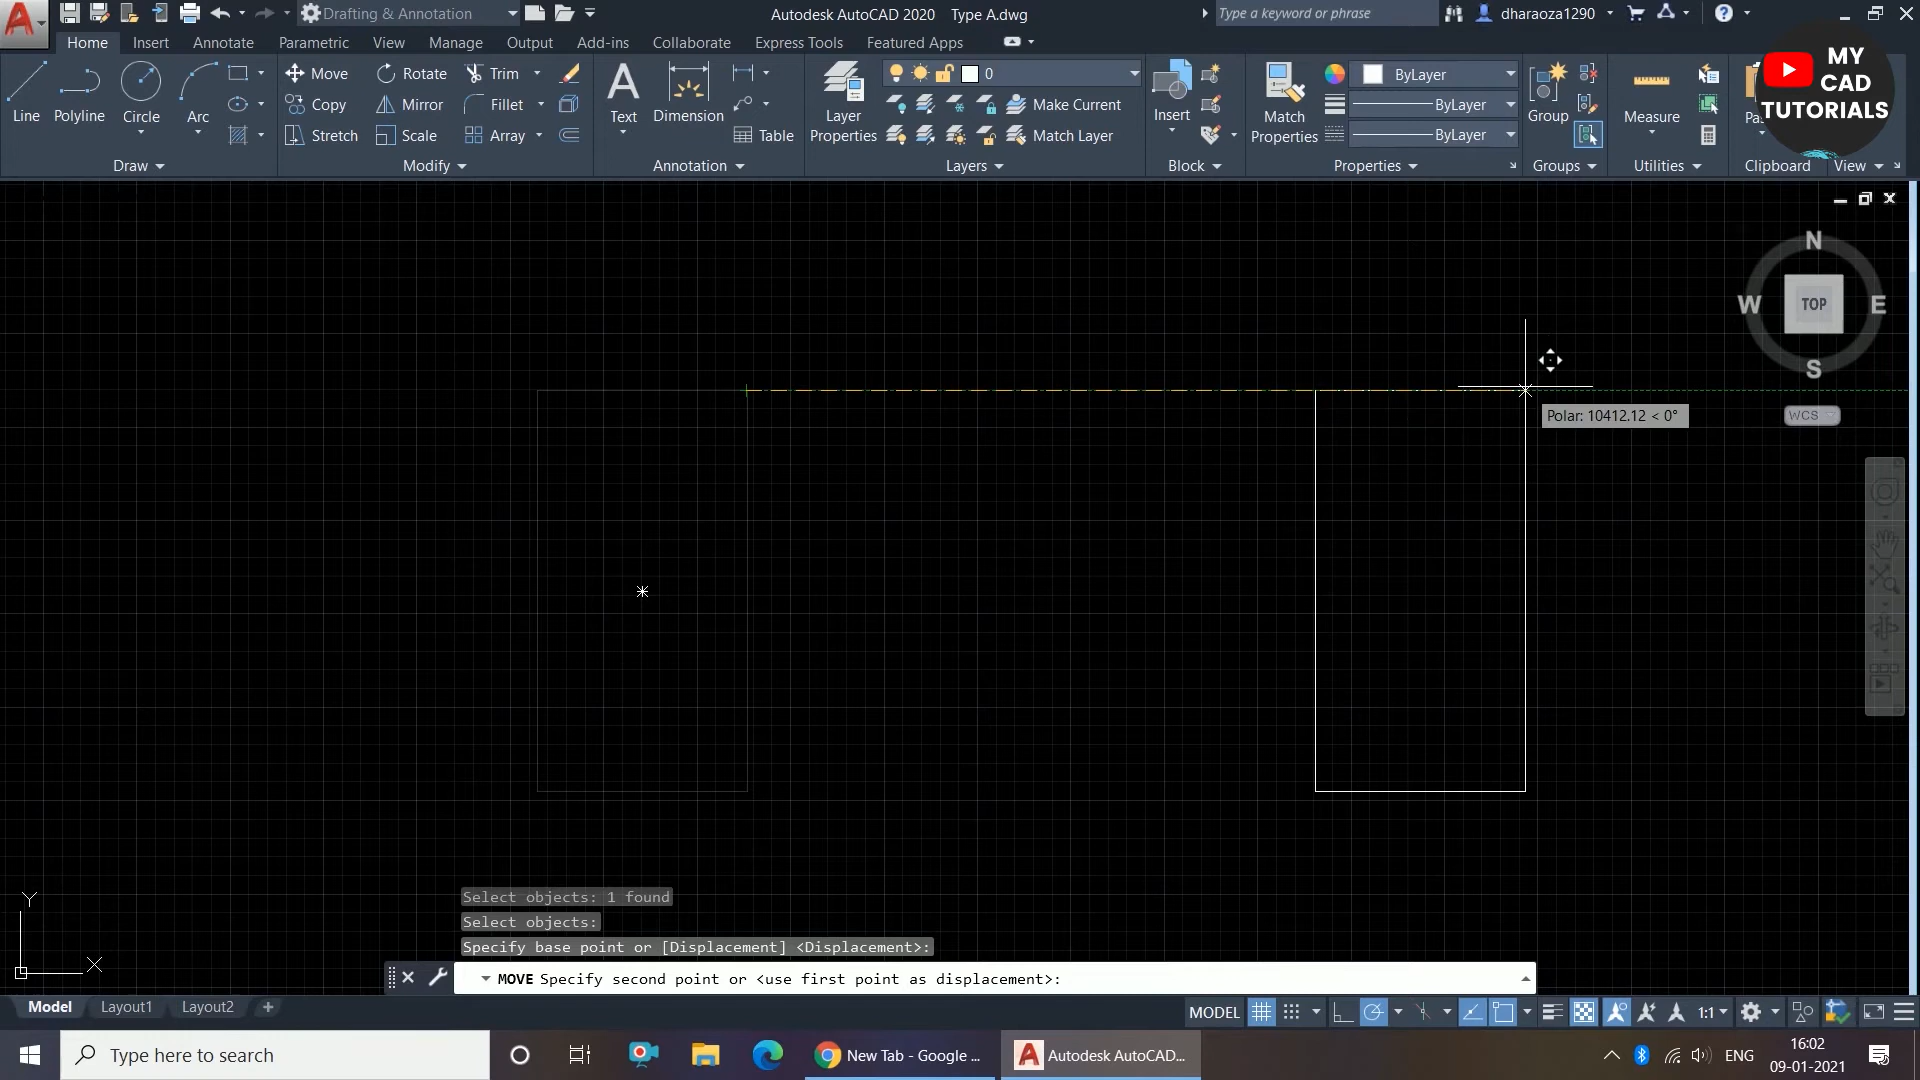 Drafting & Annotation
Autodesk AutoCAD 2020 Type A.dwg
Type a keyword or phrase
dharaoza1290
Home Insert Annotate Parametric View Manage Output Add-ins Collaborate Express Tools Featured Apps
Line
Polyline
Circle
Arc
Draw
Move
Rotate
Trim
Copy
Mirror
Fillet
Stretch
Scale
Array
Modify
Text
Dimension
Table
Annotation
Layer
Properties
0
Make Current
Match Layer
Layers
Insert
Block
Match
Properties
ByLayer
ByLayer
ByLayer
Properties
Group
Groups
Measure
Utilities
Clipboard
View
MY
CAD
TUTORIALS
N
W TOP E
S
WCS
Polar: 10412.12 < 0°
Y
X
Select objects: 1 found
Select objects:
Specify base point or [Displacement] <Displacement>:
MOVE Specify second point or <use first point as displacement>:
Model Layout1 Layout2 +
MODEL
1:1
Type here to search
New Tab - Google ...
Autodesk AutoCAD...
ENG
16:02
09-01-2021